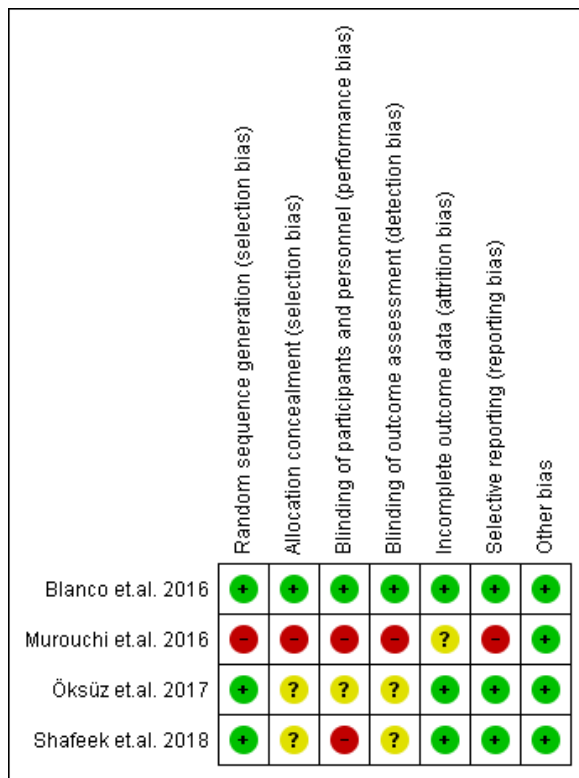 Random sequence generation (selection bias)
Allocation concealment (selection bias)
Blinding of participants and personnel (performance bias)
Blinding of outcome assessment (detection bias)
Incomplete outcome data (attrition bias)
Selective reporting (reporting bias)
Other bias
Blanco et.al. 2016 + + + + + + +
Murouchi et.al. 2016 - - - - ? - +
Öksüz et.al. 2017 + ? ? ? + + +
Shafeek et.al. 2018 + ? - ? + + +